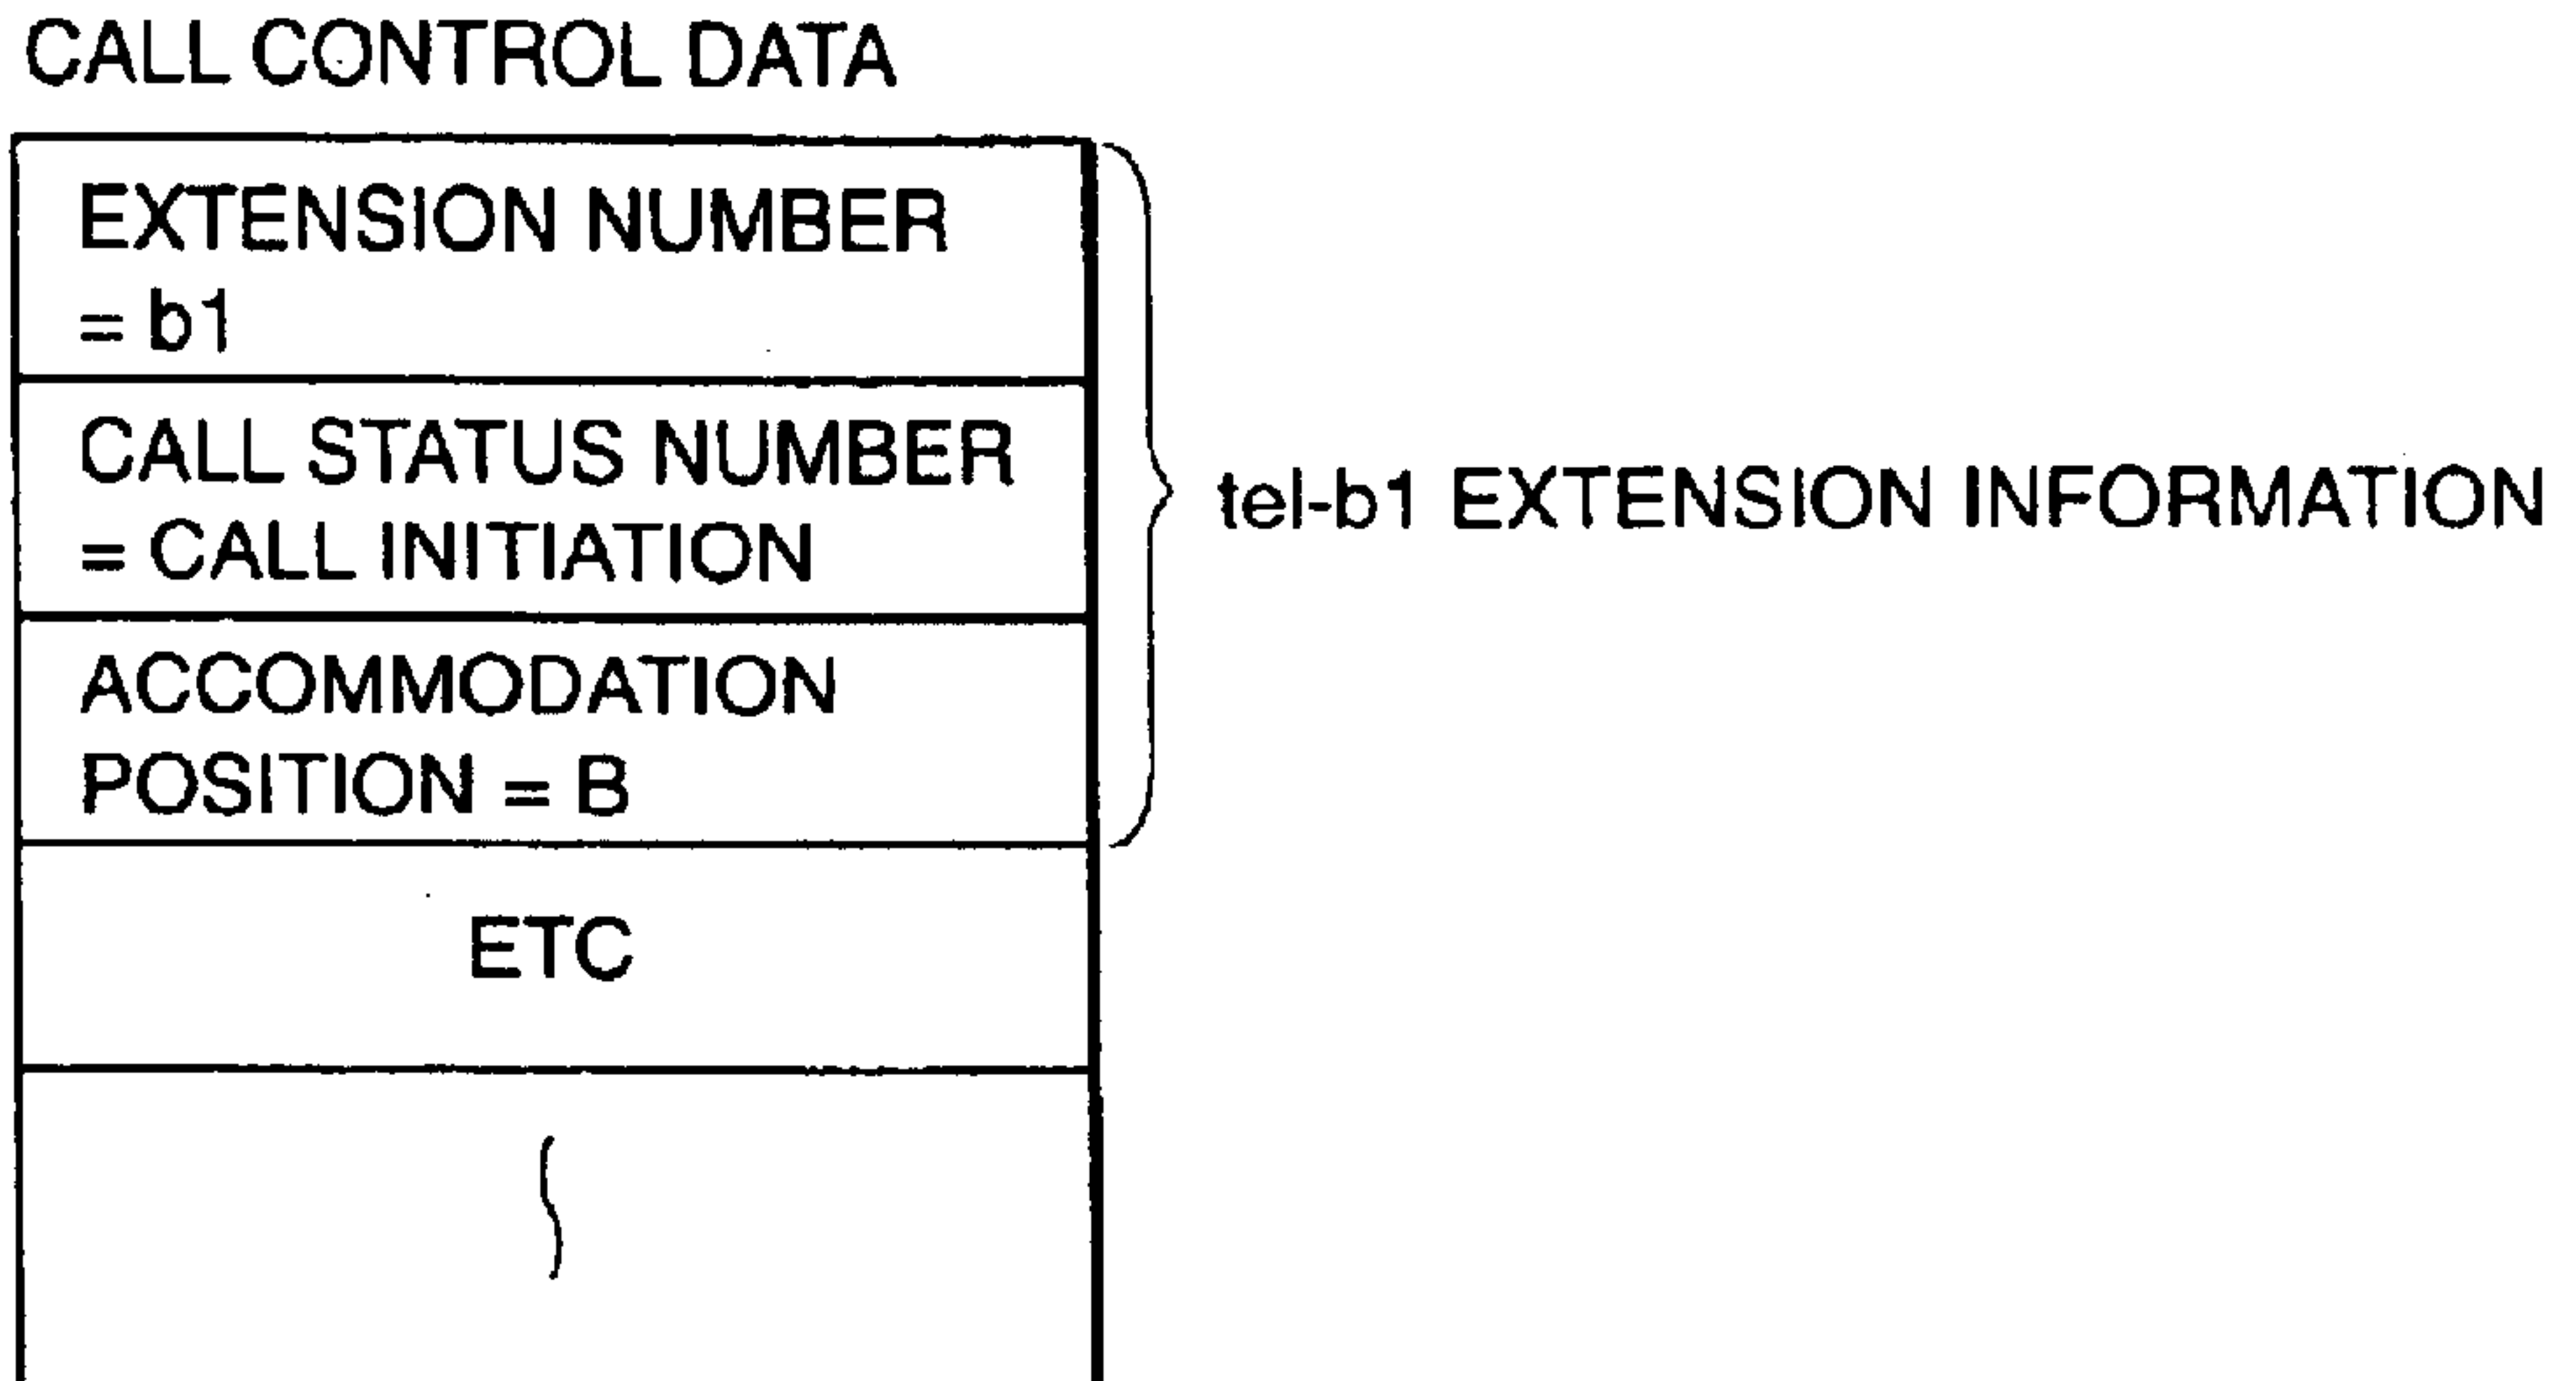 CALL CONTROL DATA
EXTENSION NUMBER
= b1
CALL STATUS NUMBER
= CALL INITIATION
ACCOMMODATION
POSITION = B
ETC
tel-b1 EXTENSION INFORMATION